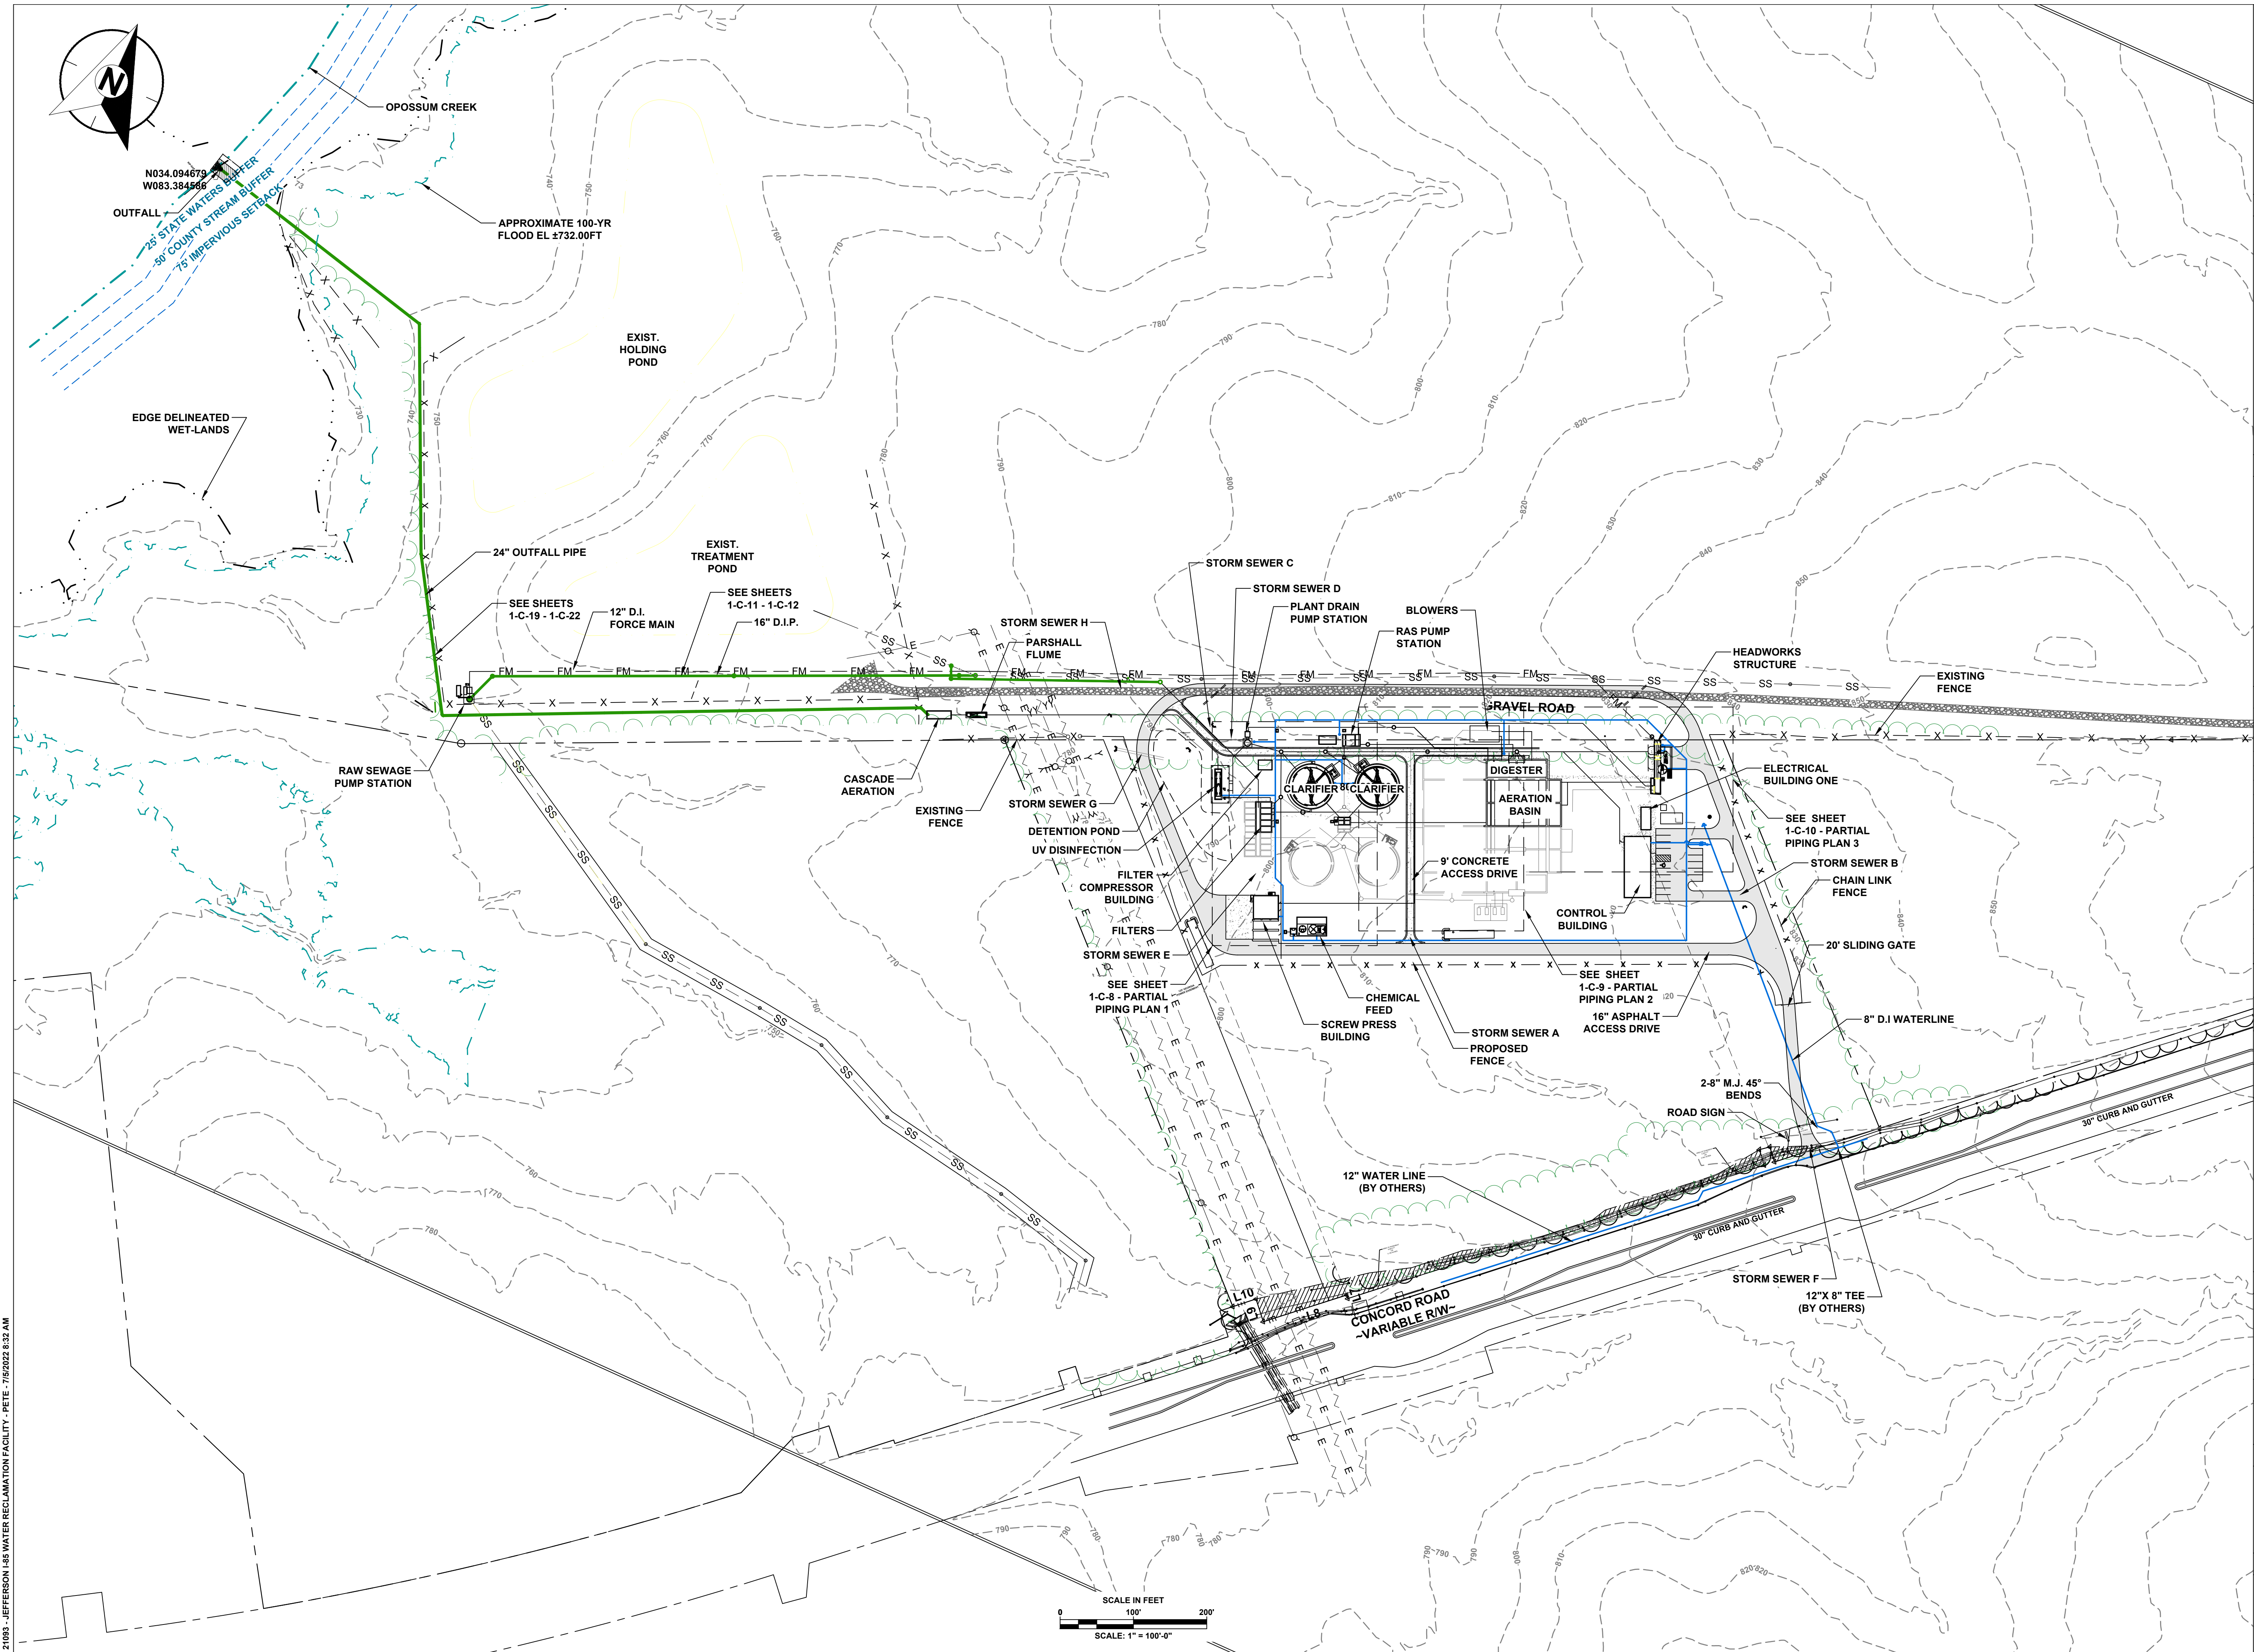 N
OPOSSUM CREEK
N034.094679
W083.384586
OUTFALL
25' STATE WATERS BUFFER
50' COUNTY STREAM BUFFER
75' IMPERVIOUS SETBACK
APPROXIMATE 100-YR
FLOOD EL ±732.00FT
EXIST.
HOLDING
POND
EDGE DELINEATED
WET-LANDS
24" OUTFALL PIPE
EXIST.
TREATMENT
POND
SEE SHEETS
1-C-19 - 1-C-22
12" D.I.
FORCE MAIN
SEE SHEETS
1-C-11 - 1-C-12
16" D.I.P.
STORM SEWER H
PARSHALL
FLUME
STORM SEWER C
STORM SEWER D
PLANT DRAIN
PUMP STATION
BLOWERS
RAS PUMP
STATION
HEADWORKS
STRUCTURE
EXISTING
FENCE
GRAVEL ROAD
RAW SEWAGE
PUMP STATION
CASCADE
AERATION
EXISTING
FENCE
STORM SEWER G
DETENTION POND
UV DISINFECTION
FILTER
COMPRESSOR
BUILDING
FILTERS
STORM SEWER E
SEE SHEET
1-C-8 - PARTIAL
PIPING PLAN 1
CLARIFIER
CLARIFIER
DIGESTER
AERATION
BASIN
9' CONCRETE
ACCESS DRIVE
CONTROL
BUILDING
ELECTRICAL
BUILDING ONE
SEE SHEET
1-C-10 - PARTIAL
PIPING PLAN 3
STORM SEWER B
CHAIN LINK
FENCE
20' SLIDING GATE
SEE SHEET
1-C-9 - PARTIAL
PIPING PLAN 2
16" ASPHALT
ACCESS DRIVE
CHEMICAL
FEED
SCREW PRESS
BUILDING
STORM SEWER A
PROPOSED
FENCE
8" D.I WATERLINE
2-8" M.J. 45°
BENDS
ROAD SIGN
12" WATER LINE
(BY OTHERS)
30" CURB AND GUTTER
30" CURB AND GUTTER
STORM SEWER F
12"X 8" TEE
(BY OTHERS)
L10
L9
L8
L7
CONCORD ROAD
~VARIABLE R/W~
SCALE IN FEET
0 100' 200'
SCALE: 1" = 100'-0"
21093 - JEFFERSON I-85 WATER RECLAMATION FACILITY - PETE - 7/5/2022 8:32 AM